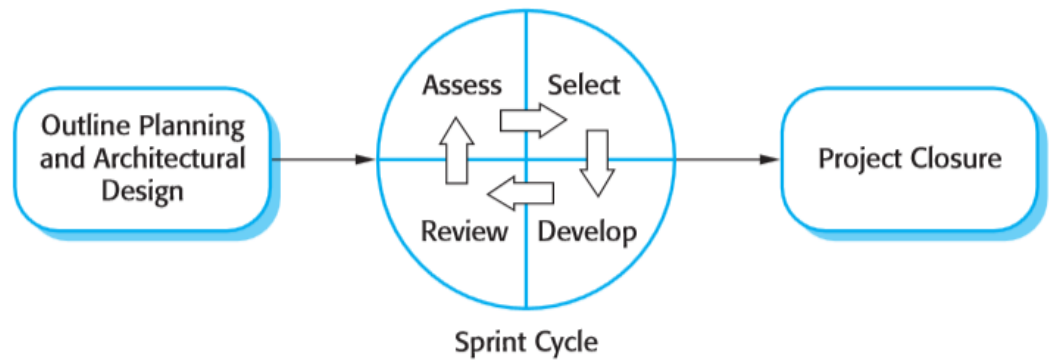 Outline Planning
and Architectural
Design
Assess
Select
Review
Develop
Sprint Cycle
Project Closure